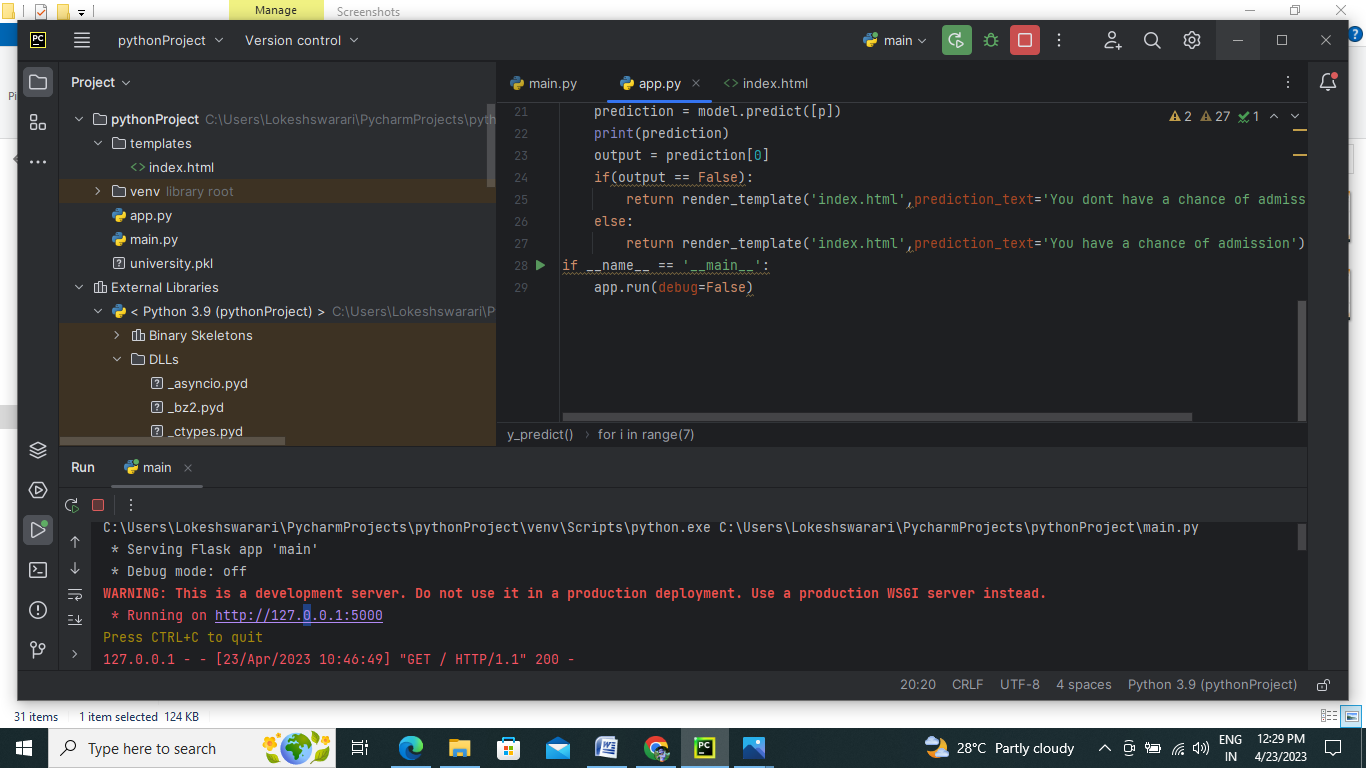 Manage
Screenshots
PC
pythonProject
Version control
main
Project
main.py
app.py
index.html
pythonProject C:\Users\Lokeshswarari\PycharmProjects\pyth
templates
index.html
venv library root
app.py
main.py
university.pkl
External Libraries
< Python 3.9 (pythonProject) > C:\Users\Lokeshswarari\P
Binary Skeletons
DLLs
_asyncio.pyd
_bz2.pyd
_ctypes.pyd
2 27 1
21 prediction = model.predict([p])
22 print(prediction)
23 output = prediction[0]
24 if(output == False):
25 return render_template('index.html',prediction_text='You dont have a chance of admiss
26 else:
27 return render_template('index.html',prediction_text='You have a chance of admission')
28 if __name__ == '__main__':
29 app.run(debug=False)
y_predict() › for i in range(7)
Run
main
C:\Users\Lokeshswarari\PycharmProjects\pythonProject\venv\Scripts\python.exe C:\Users\Lokeshswarari\PycharmProjects\pythonProject\main.py
* Serving Flask app 'main'
* Debug mode: off
WARNING: This is a development server. Do not use it in a production deployment. Use a production WSGI server instead.
* Running on http://127.0.0.1:5000
Press CTRL+C to quit
127.0.0.1 - - [23/Apr/2023 10:46:49] "GET / HTTP/1.1" 200 -
20:20 CRLF UTF-8 4 spaces Python 3.9 (pythonProject)
31 items 1 item selected 124 KB
Type here to search
28°C Partly cloudy
ENG
IN
12:29 PM
4/23/2023